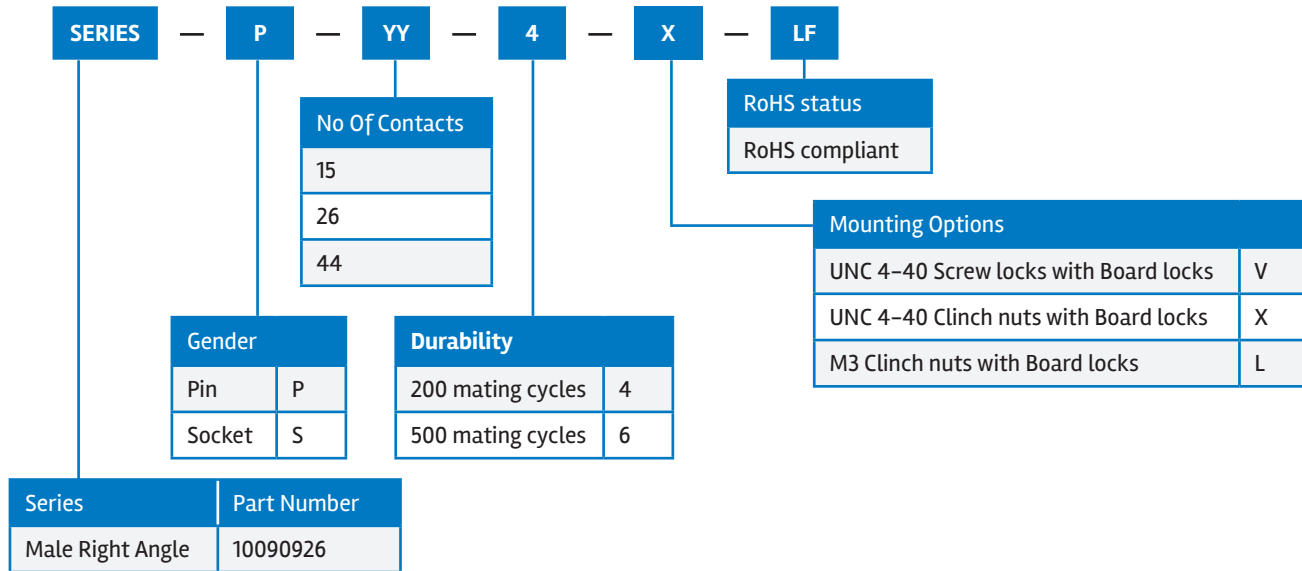 SERIES — P — YY — 4 — X — LF
RoHS status
RoHS compliant
No Of Contacts
15
26
44
Mounting Options
UNC 4–40 Screw locks with Board locks V
UNC 4–40 Clinch nuts with Board locks X
M3 Clinch nuts with Board locks L
Gender
Pin P
Socket S
Durability
200 mating cycles 4
500 mating cycles 6
Series Part Number
Male Right Angle 10090926